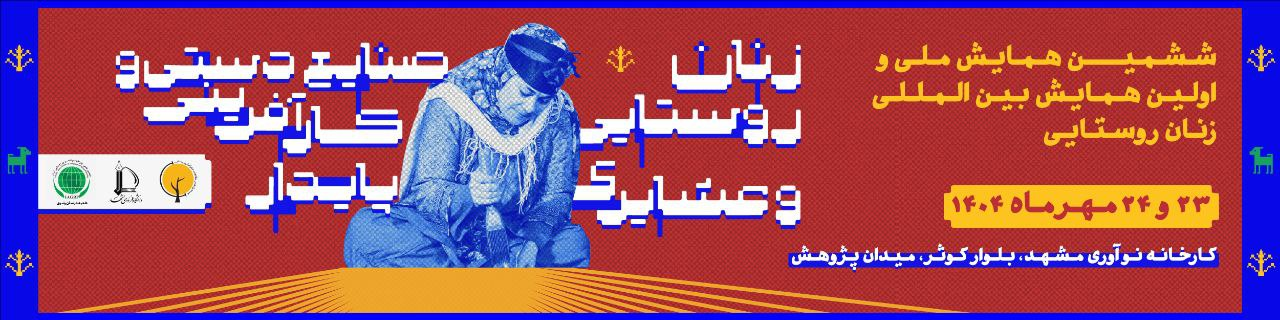 ششمین همایش ملی و
اولین همایش بین المللی
زنان روستایی
۲۳ و ۲۴ مهرماه ۱۴۰۴
کارخانه نوآوری مشهد، بلوار کوثر، میدان پژوهش
زنان
روستایی
و عشایری
صنایع دستی و
کارآفرینی
پایدار